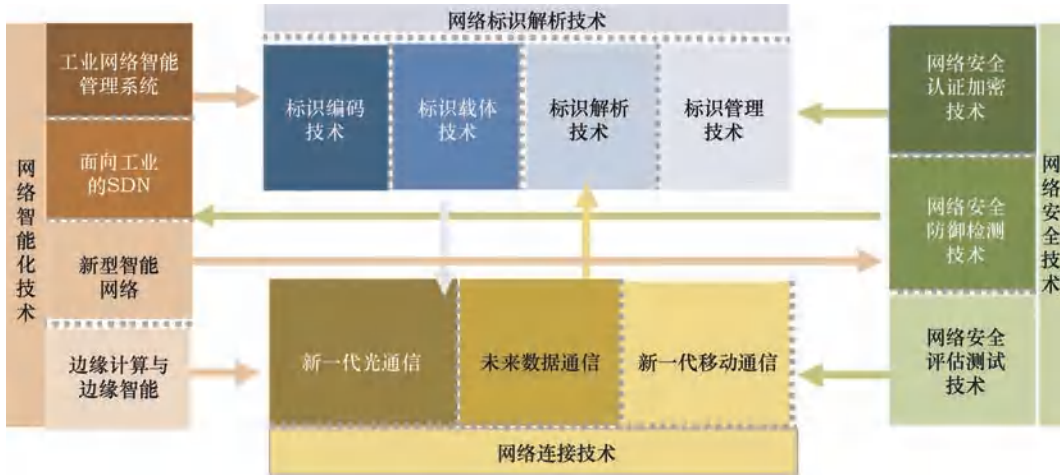 网络标识解析技术
标识编码
技术
标识载体
技术
标识解析
技术
标识管理
技术
网络智能化技术
工业网络智能
管理系统
面向工业
的SDN
新型智能
网络
边缘计算与
边缘智能
网络安全
认证加密
技术
网络安全
防御检测
技术
网络安全
评估测试
技术
网络安全技术
新一代光通信
未来数据通信
新一代移动通信
网络连接技术